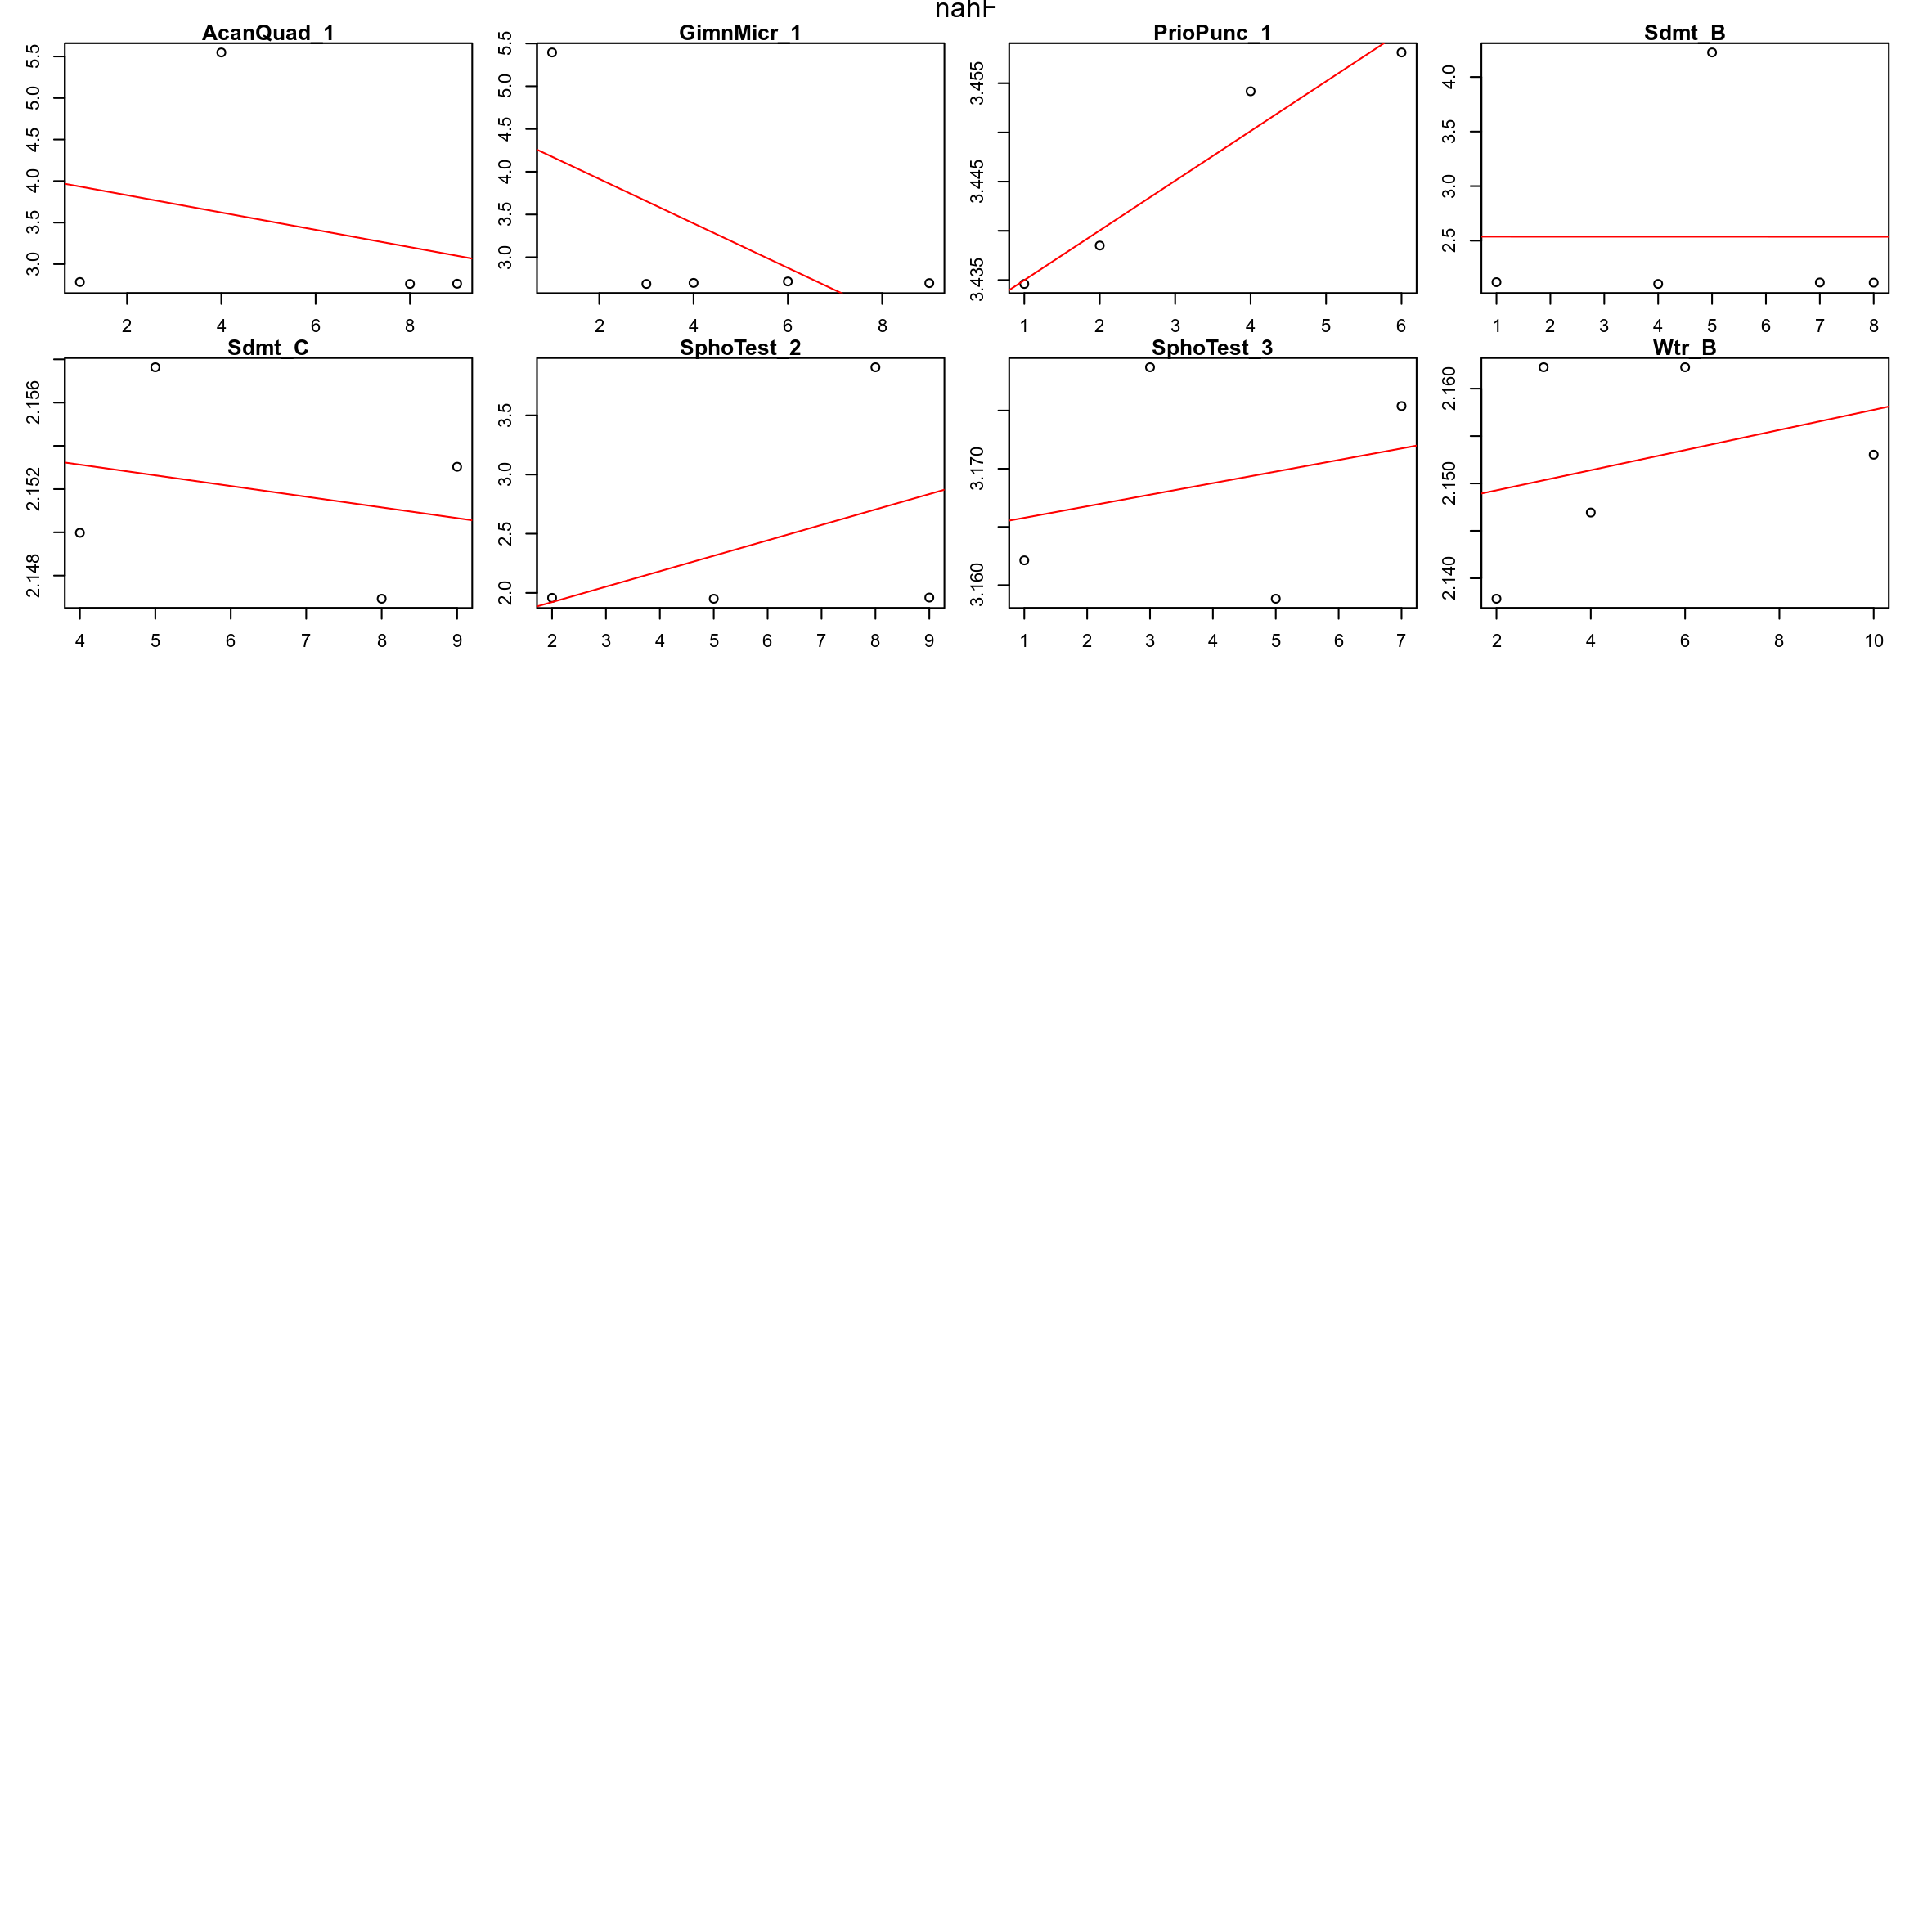 nahF
AcanQuad_1
GimnMicr_1
PrioPunc_1
Sdmt_B
3.0 3.5 4.0 4.5 5.0 5.5
3.0 3.5 4.0 4.5 5.0 5.5
3.435 3.445 3.455
2.5 3.0 3.5 4.0
2 4 6 8
2 4 6 8
1 2 3 4 5 6
1 2 3 4 5 6 7 8
Sdmt_C
SphoTest_2
SphoTest_3
Wtr_B
2.148 2.152 2.156
2.0 2.5 3.0 3.5
3.160 3.170
2.140 2.150 2.160
4 5 6 7 8 9
2 3 4 5 6 7 8 9
1 2 3 4 5 6 7
2 4 6 8 10